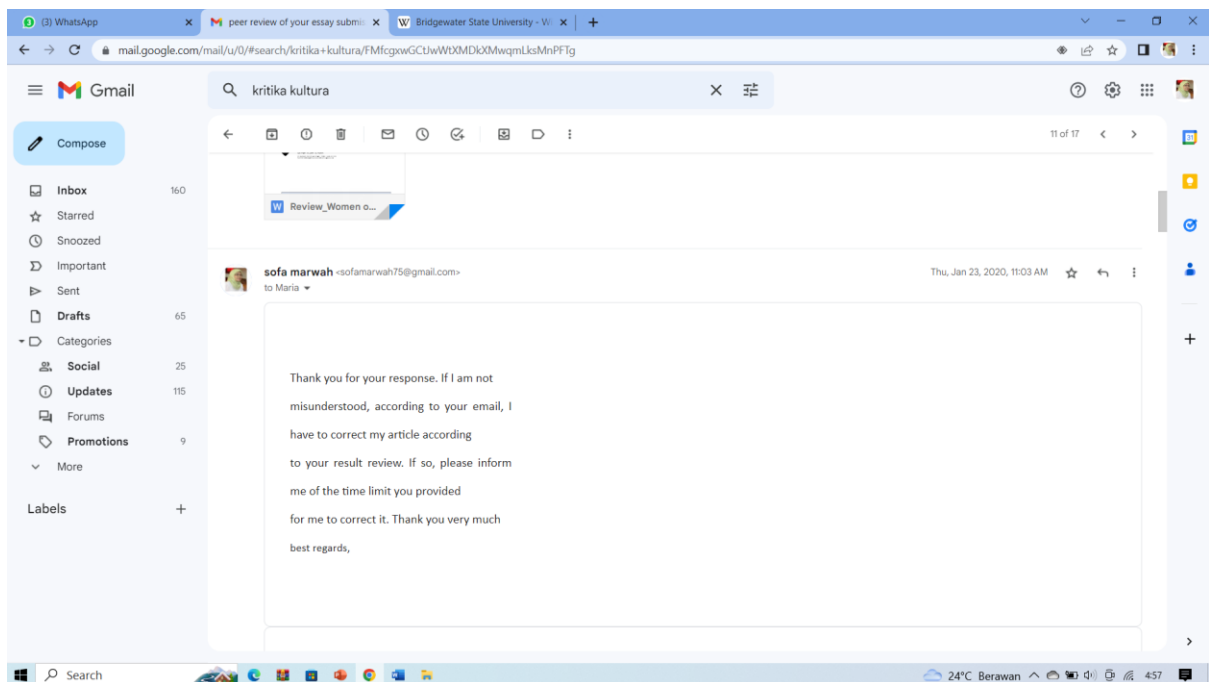 (3) WhatsApp
peer review of your essay submis
Bridgewater State University - Wi
mail.google.com/mail/u/0/#search/kritika+kultura/FMfcgxwGCtJwWtXMDkXMwqmLksMnPFTg
Gmail
kritika kultura
Compose
11 of 17
Inbox 160
Starred
Snoozed
Important
Sent
Drafts 65
Categories
Social 25
Updates 115
Forums
Promotions 9
More
Labels
Review_Women o...
sofa marwah <sofamarwah75@gmail.com>
Thu, Jan 23, 2020, 11:03 AM
to Maria
Thank you for your response. If I am not
misunderstood, according to your email, I
have to correct my article according
to your result review. If so, please inform
me of the time limit you provided
for me to correct it. Thank you very much
best regards,
Search
24°C Berawan
4:57